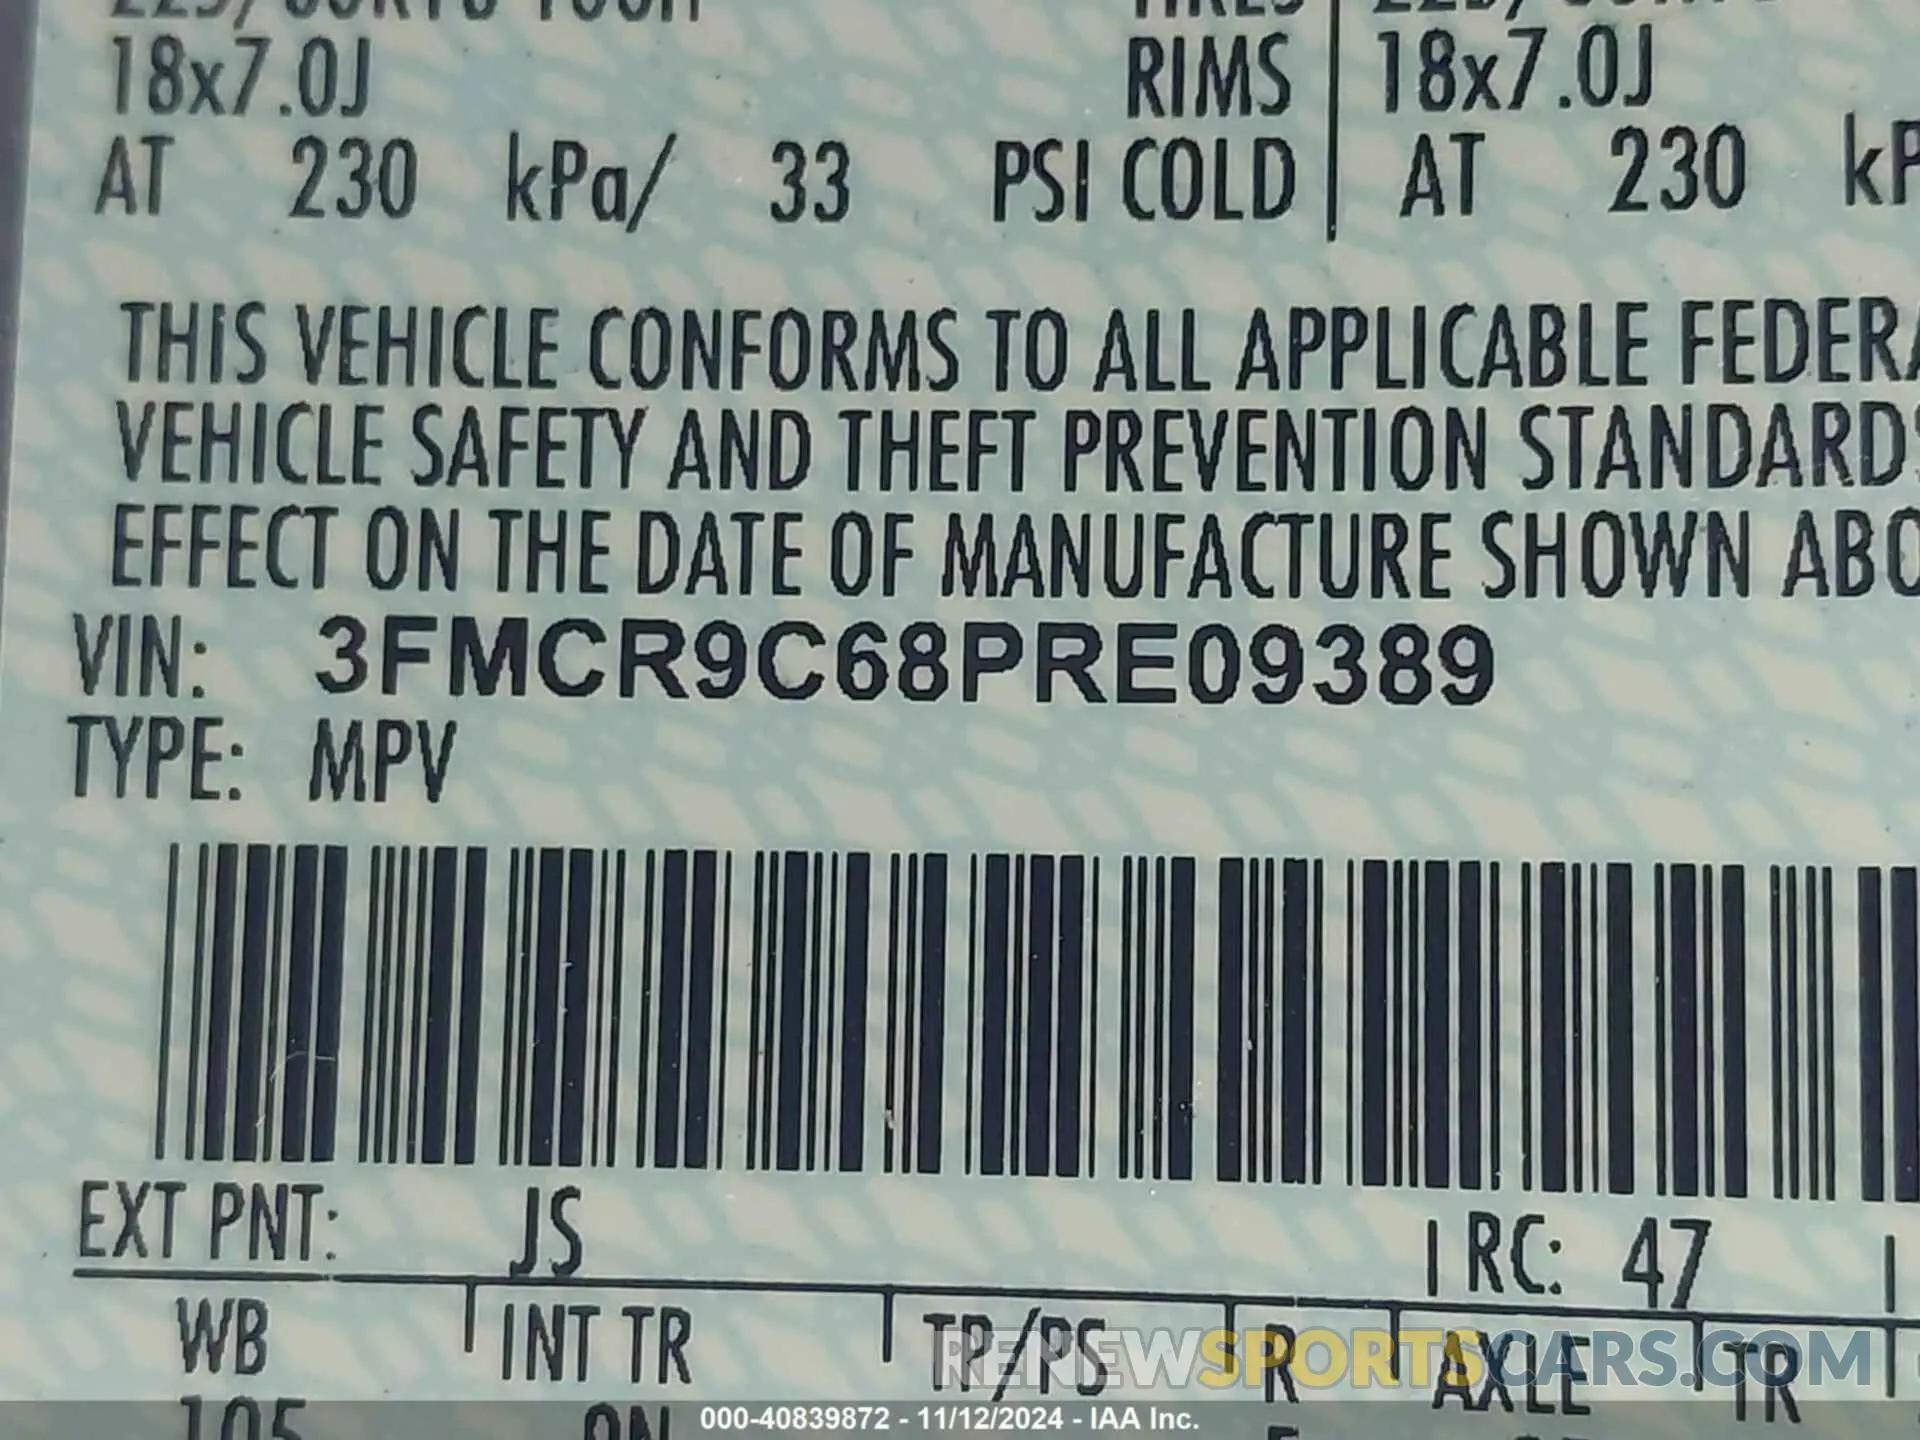 18x7.0J RIMS 18x7.0J
AT 230 kPa/ 33 PSI COLD AT 230
THIS VEHICLE CONFORMS TO ALL APPLICABLE FEDERA
VEHICLE SAFETY AND THEFT PREVENTION STANDARDS
EFFECT ON THE DATE OF MANUFACTURE SHOWN ABO
VIN: 3FMCR9C68PRE09389
TYPE: MPV
EXT PNT: JS RC: 47
WB INT TR TP/PS R AXLE TR
RENEWSPORTSCARS.COM
105
000-40839872 - 11/12/2024 - IAA Inc.